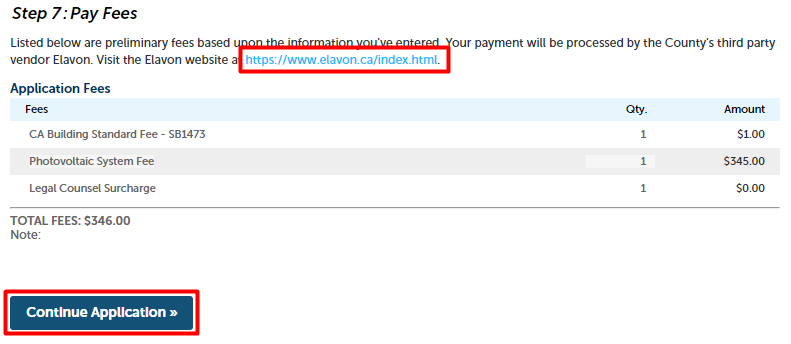 Step 7: Pay Fees
Listed below are preliminary fees based upon the information you've entered. Your payment will be processed by the County's third party
vendor Elavon. Visit the Elavon website a https://www.elavon.ca/index.html.
Application Fees
Fees Qty. Amount
CA Building Standard Fee - SB1473 1 $1.00
Photovoltaic System Fee 1 $345.00
Legal Counsel Surcharge 1 $0.00
TOTAL FEES: $346.00
Note:
Continue Application »